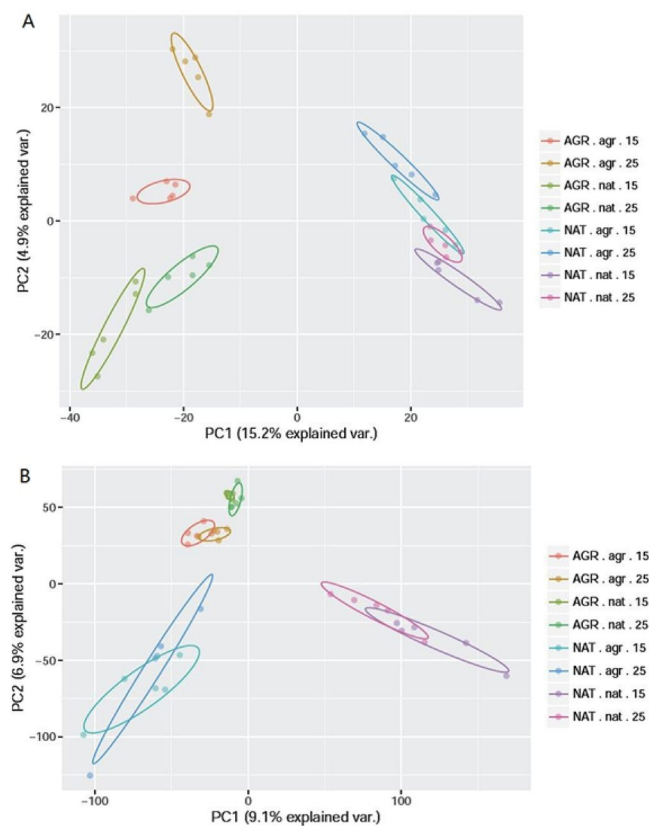 A
20
0
−20
−40
−20
0
20
PC2 (4.9% explained var.)
PC1 (15.2% explained var.)
AGR . agr . 15
AGR . agr . 25
AGR . nat . 15
AGR . nat . 25
NAT . agr . 15
NAT . agr . 25
NAT . nat . 15
NAT . nat . 25
B
50
0
−50
−100
−100
0
100
PC2 (6.9% explained var.)
PC1 (9.1% explained var.)
AGR . agr . 15
AGR . agr . 25
AGR . nat . 15
AGR . nat . 25
NAT . agr . 15
NAT . agr . 25
NAT . nat . 15
NAT . nat . 25